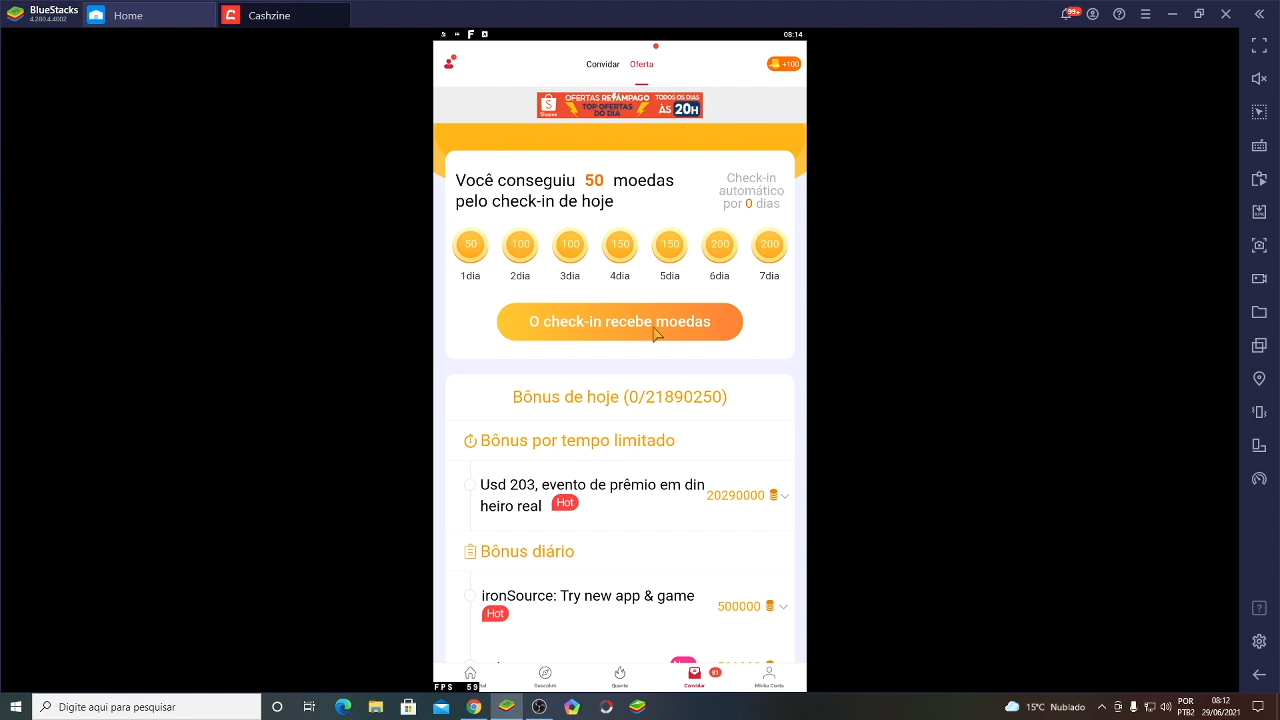 BlueStacks
4.280.4.4002
Home
Cashzine
99+
F
A
08:14
Convidar
Oferta
+100
Shopee
OFERTAS RELÂMPAGO
TOP OFERTAS
DO DIA
TODOS OS DIAS
ÀS 20H
Você conseguiu 50 moedas
pelo check-in de hoje
Check-in
automático
por 0 dias
50
100
100
150
150
200
200
1dia
2dia
3dia
4dia
5dia
6dia
7dia
O check-in recebe moedas
Bônus de hoje (0/21890250)
Bônus por tempo limitado
Usd 203, evento de prêmio em din
heiro real
Hot
20290000
Bônus diário
ironSource: Try new app & game
Hot
500000
Descobrir
Quente
Convidar
81
Minha Conta
FPS 59
Digite aqui para pesquisar
15°C Nublado
POR
PTB2
08:12
29/06/2021